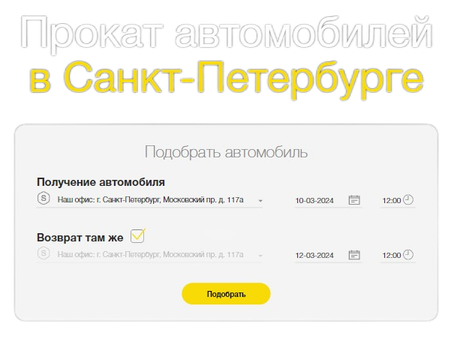 Прокат автомобилей
в Санкт-Петербурге
Подобрать автомобиль
Получение автомобиля
S Наш офис: г. Санкт-Петербург, Московский пр. д. 117а 10-03-2024 12:00
Возврат там же
S Наш офис: г. Санкт-Петербург, Московский пр. д. 117а 12-03-2024 12:00
Подобрать